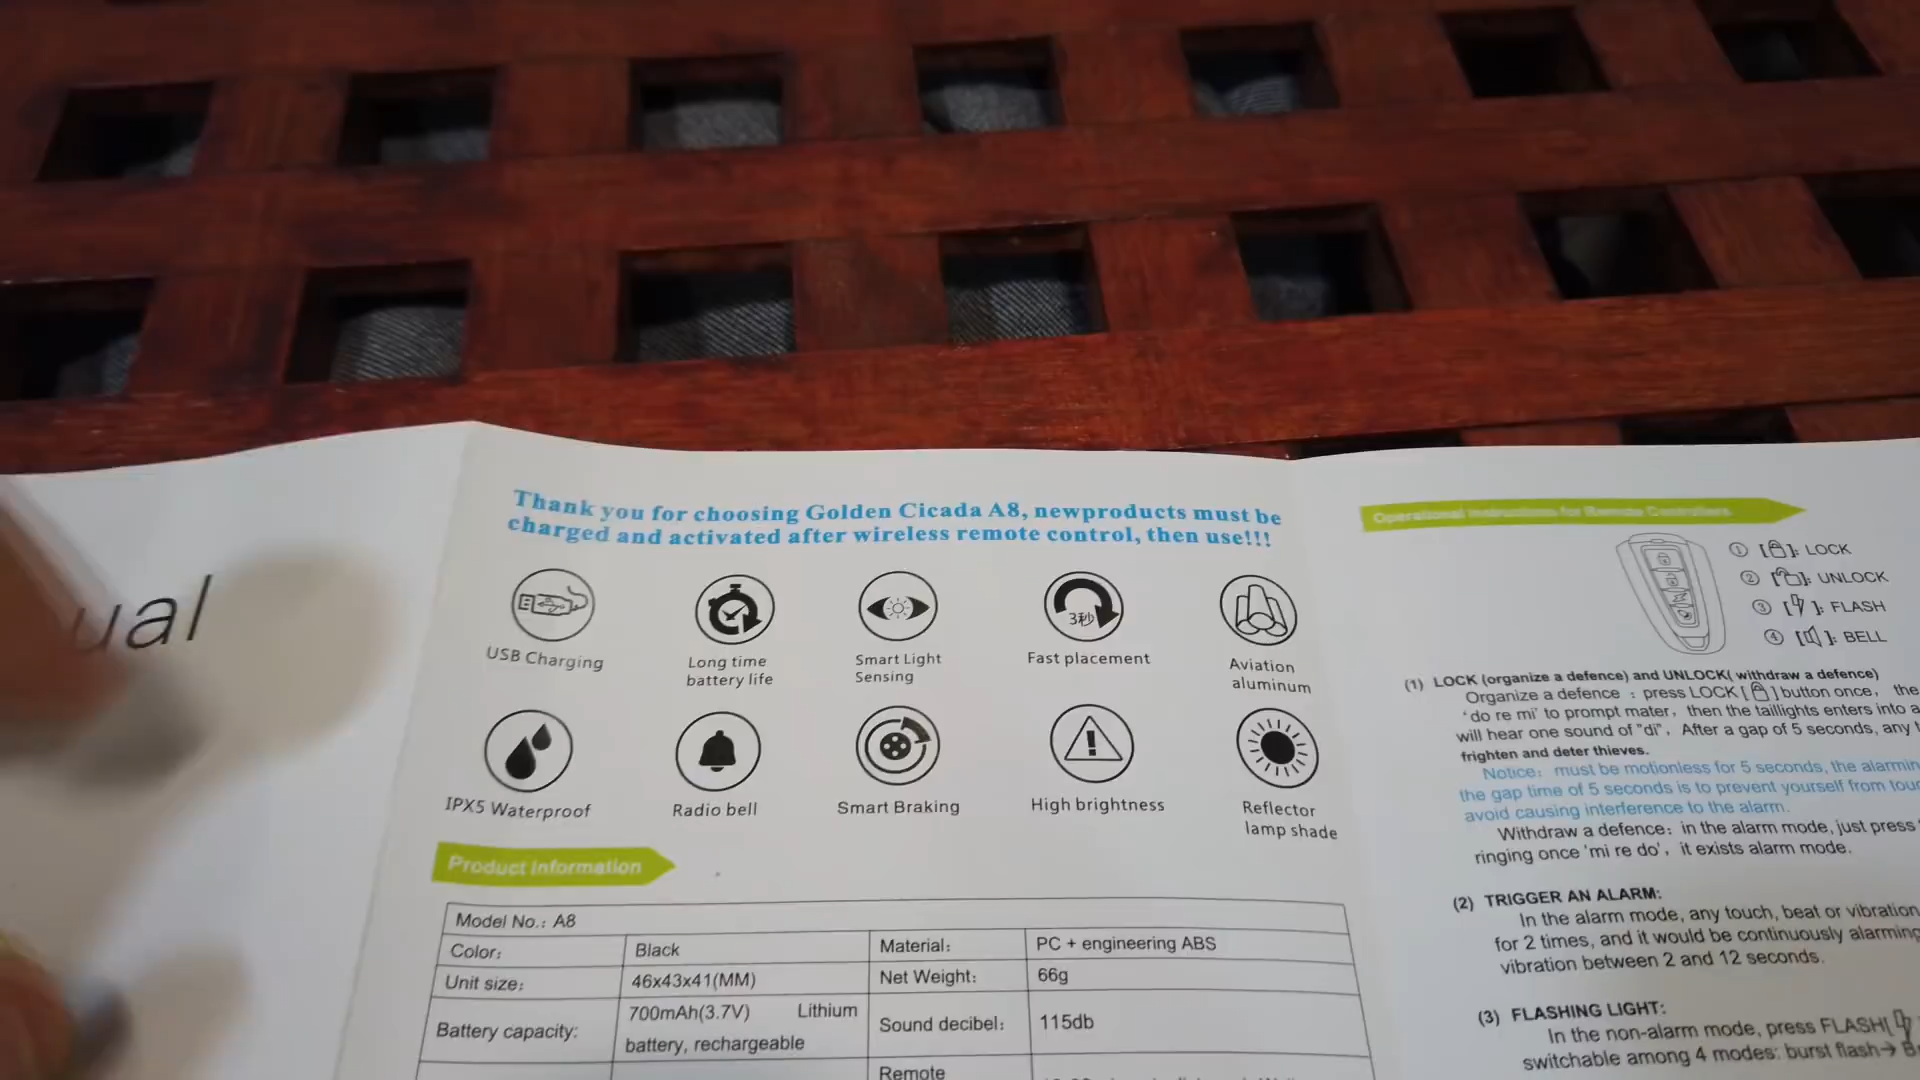 ual
Thank you for choosing Golden Cicada A8, newproducts must be
charged and activated after wireless remote control, then use!!!
USB Charging
Long time
battery life
Smart Light
Sensing
3秒
Fast placement
Aviation
aluminum
IPX5 Waterproof
Radio bell
Smart Braking
High brightness
Reflector
lamp shade
Product Information
Model No.: A8
Color: Black Material: PC + engineering ABS
Unit size: 46x43x41(MM) Net Weight: 66g
Battery capacity: 700mAh(3.7V) Lithium
battery, rechargeable
Sound decibel: 115db
Remote
Operational Instructions for Remote Controllers
① [ ]: LOCK
② [ ]: UNLOCK
③ [ ]: FLASH
④ [ ]: BELL
(1) LOCK (organize a defence) and UNLOCK( withdraw a defence)
Organize a defence : press LOCK [ ] button once, the
'do re mi' to prompt mater, then the taillights enters into a
will hear one sound of "di", After a gap of 5 seconds, any
frighten and deter thieves.
Notice: must be motionless for 5 seconds, the
the gap time of 5 seconds is to prevent yourself from
avoid causing interference to the alarm.
Withdraw a defence: in the alarm mode, just press
ringing once 'mi re do', it exists alarm mode.
(2) TRIGGER AN ALARM:
In the alarm mode, any touch, beat or vibration
for 2 times, and it would be continuously alarming
vibration between 2 and 12 seconds.
(3) FLASHING LIGHT:
In the non-alarm mode, press FLASH[
switchable among 4 modes: burst flash→